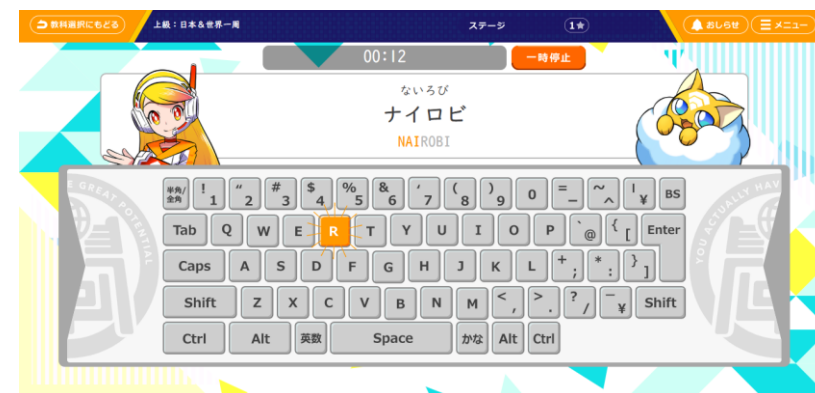 教科選択にもどる 上級：日本＆世界一周 ステージ 1★ おしらせ メニュー
00:12 一時停止
ないろび
ナイロビ
NAIROBI
半角/全角 ! 1 " 2 # 3 $ 4 % 5 & 6 ' 7 ( 8 ) 9 0 = - ~ ^ | ¥ BS
Tab Q W E R T Y U I O P ` @ { [ Enter
Caps A S D F G H J K L + ; * : } ]
Shift Z X C V B N M < , > . ? / _ ¥ Shift
Ctrl Alt 英数 Space かな Alt Ctrl